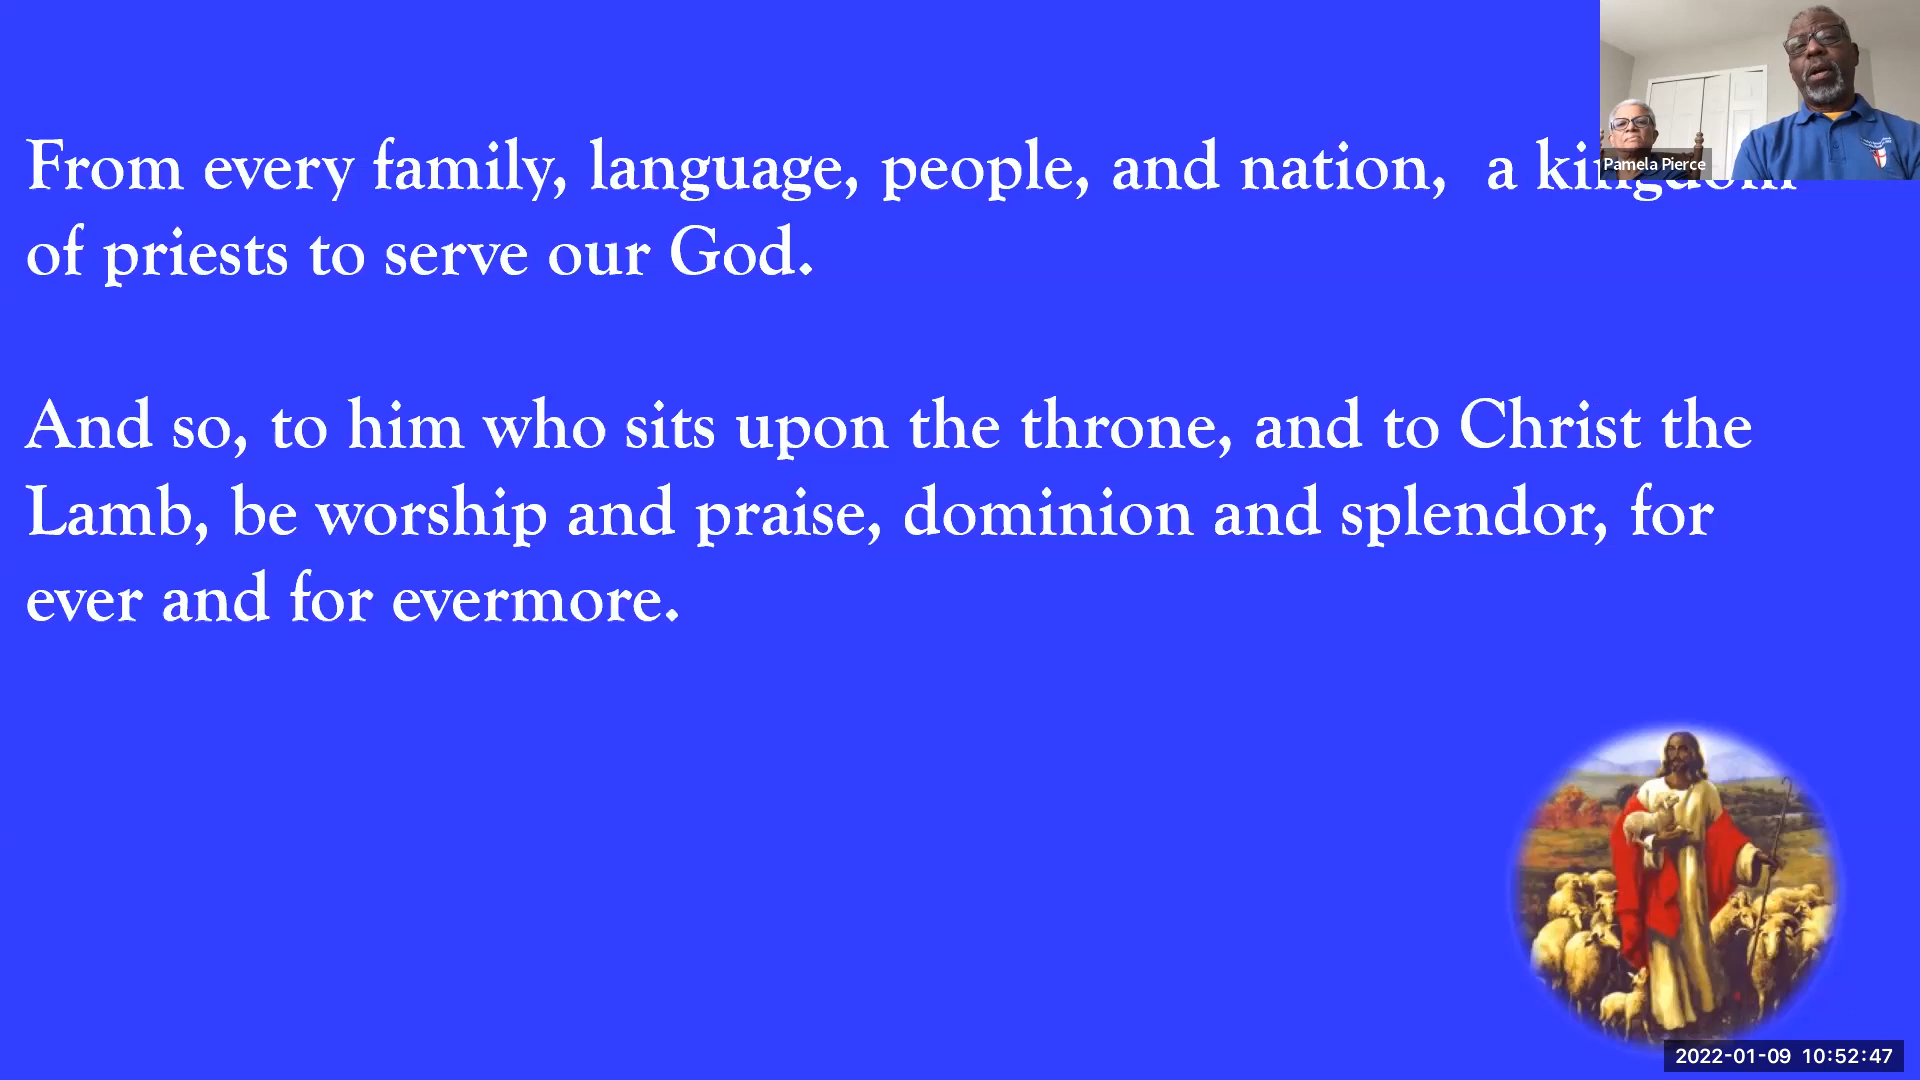 From every family, language, people, and nation, a kingdom
of priests to serve our God.
And so, to him who sits upon the throne, and to Christ the
Lamb, be worship and praise, dominion and splendor, for
ever and for evermore.
Pamela Pierce
2022-01-09 10:52:47